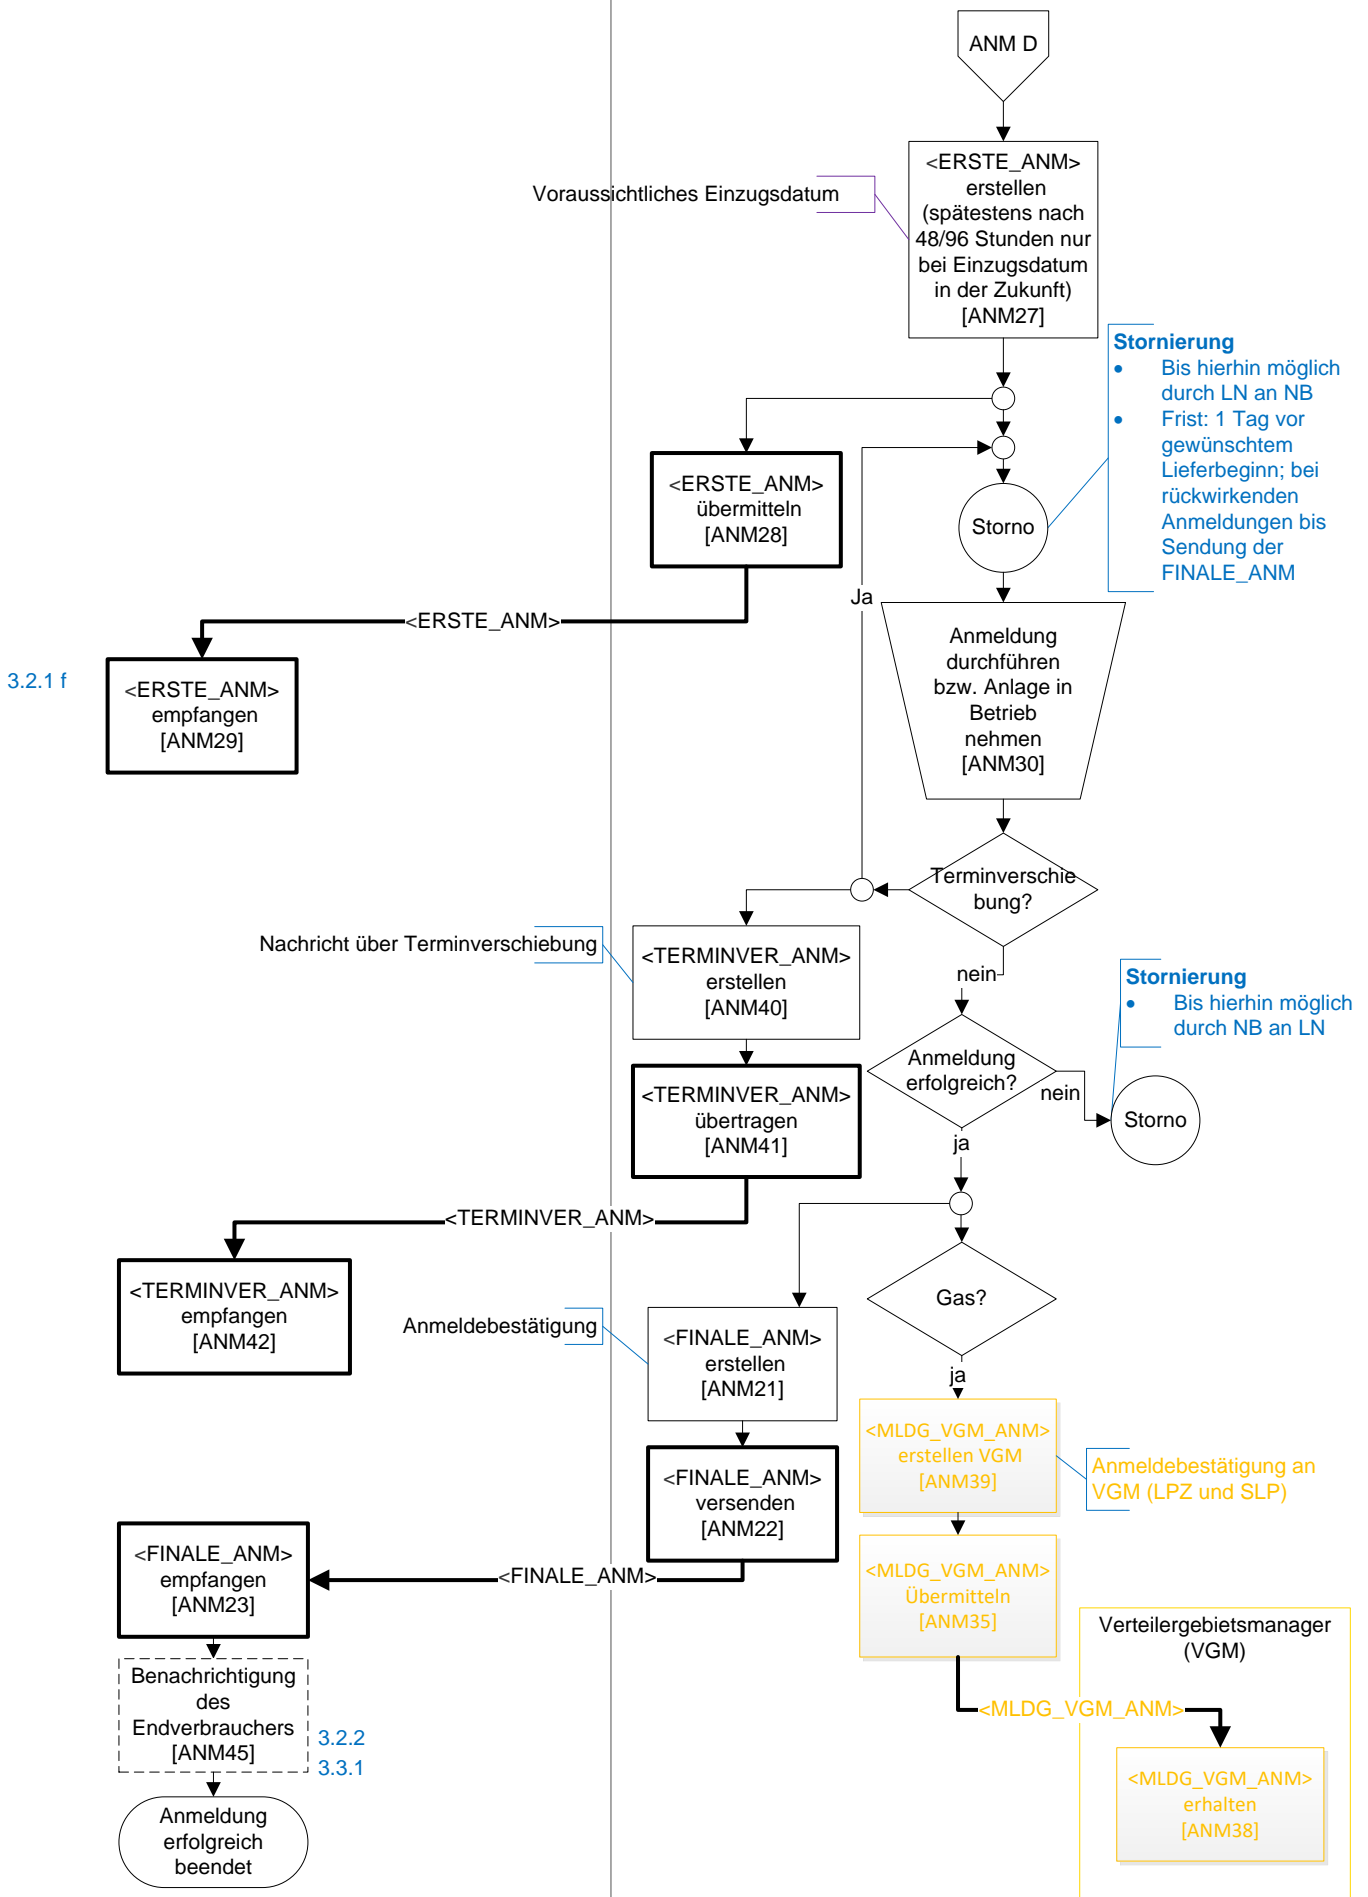 ANM D
<ERSTE_ANM>
erstellen
(spätestens nach
48/96 Stunden nur
bei Einzugsdatum
in der Zukunft)
[ANM27]
Voraussichtliches Einzugsdatum
Stornierung
• Bis hierhin möglich
durch LN an NB
• Frist: 1 Tag vor
gewünschtem
Lieferbeginn; bei
rückwirkenden
Anmeldungen bis
Sendung der
FINALE_ANM
<ERSTE_ANM>
übermitteln
[ANM28]
Storno
Ja
<ERSTE_ANM>
3.2.1 f
<ERSTE_ANM>
empfangen
[ANM29]
Anmeldung
durchführen
bzw. Anlage in
Betrieb
nehmen
[ANM30]
Terminverschie
bung?
Nachricht über Terminverschiebung
<TERMINVER_ANM>
erstellen
[ANM40]
nein
Stornierung
• Bis hierhin möglich
durch NB an LN
Anmeldung
erfolgreich?
nein
Storno
<TERMINVER_ANM>
übertragen
[ANM41]
ja
<TERMINVER_ANM>
<TERMINVER_ANM>
empfangen
[ANM42]
Gas?
Anmeldebestätigung
<FINALE_ANM>
erstellen
[ANM21]
ja
<MLDG_VGM_ANM>
erstellen VGM
[ANM39]
Anmeldebestätigung an
VGM (LPZ und SLP)
<FINALE_ANM>
versenden
[ANM22]
<FINALE_ANM>
empfangen
[ANM23]
<FINALE_ANM>
<MLDG_VGM_ANM>
Übermitteln
[ANM35]
Verteilergebietsmanager
(VGM)
Benachrichtigung
des
Endverbrauchers
[ANM45]
3.2.2
3.3.1
<MLDG_VGM_ANM>
<MLDG_VGM_ANM>
erhalten
[ANM38]
Anmeldung
erfolgreich
beendet